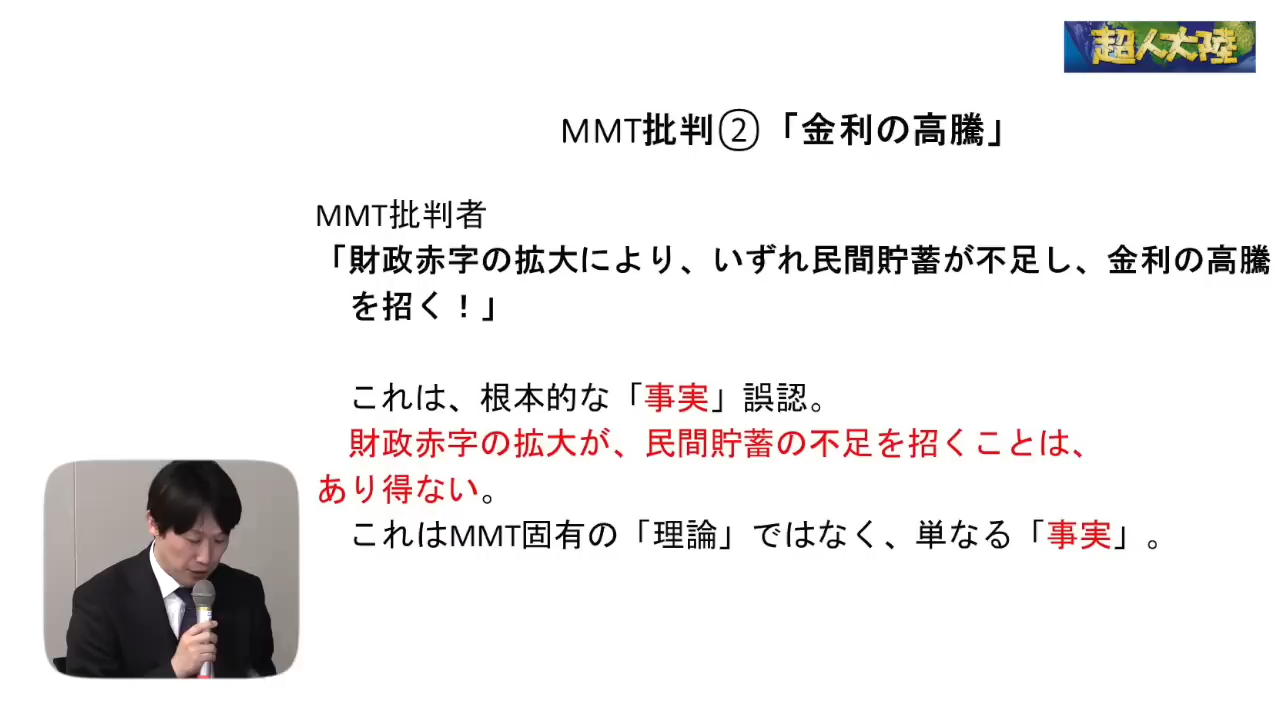 超人大陸
MMT批判②「金利の高騰」
MMT批判者
「財政赤字の拡大により、いずれ民間貯蓄が不足し、金利の高騰
を招く！」
これは、根本的な「事実」誤認。
財政赤字の拡大が、民間貯蓄の不足を招くことは、
あり得ない。
これはMMT固有の「理論」ではなく、単なる「事実」。